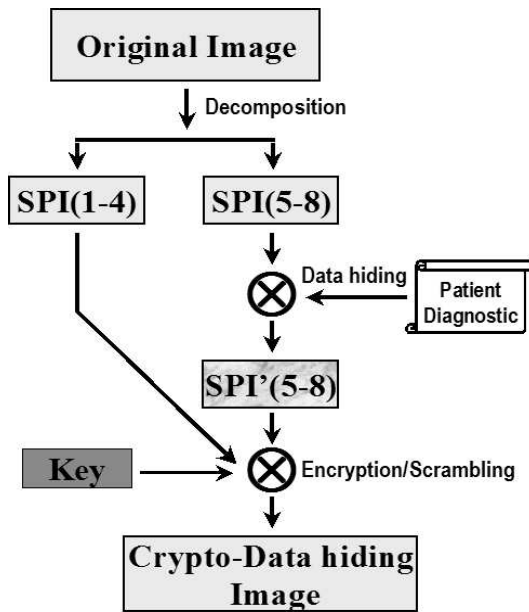 Original Image
Decomposition
SPI(1-4)
SPI(5-8)
Data hiding
Patient
Diagnostic
SPI’(5-8)
Key
Encryption/Scrambling
Crypto-Data hiding
Image